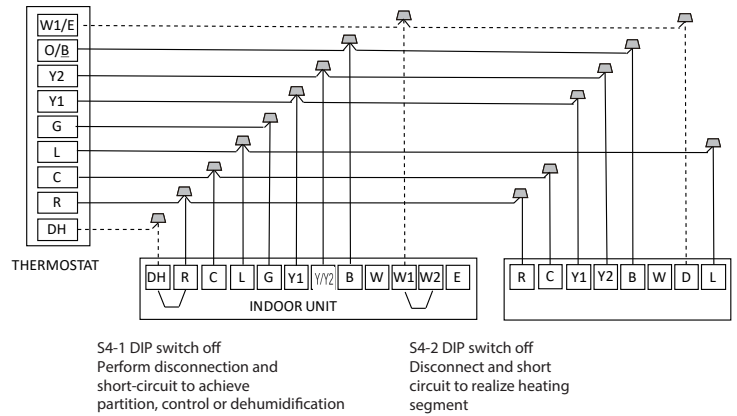 W1/E
O/B
Y2
Y1
G
L
C
R
DH
THERMOSTAT
DH R C L G Y1 Y/Y2 B W W1 W2 E
INDOOR UNIT
R C Y1 Y2 B W D L
S4-1 DIP switch off
Perform disconnection and
short-circuit to achieve
partition, control or dehumidification
S4-2 DIP switch off
Disconnect and short
circuit to realize heating
segment